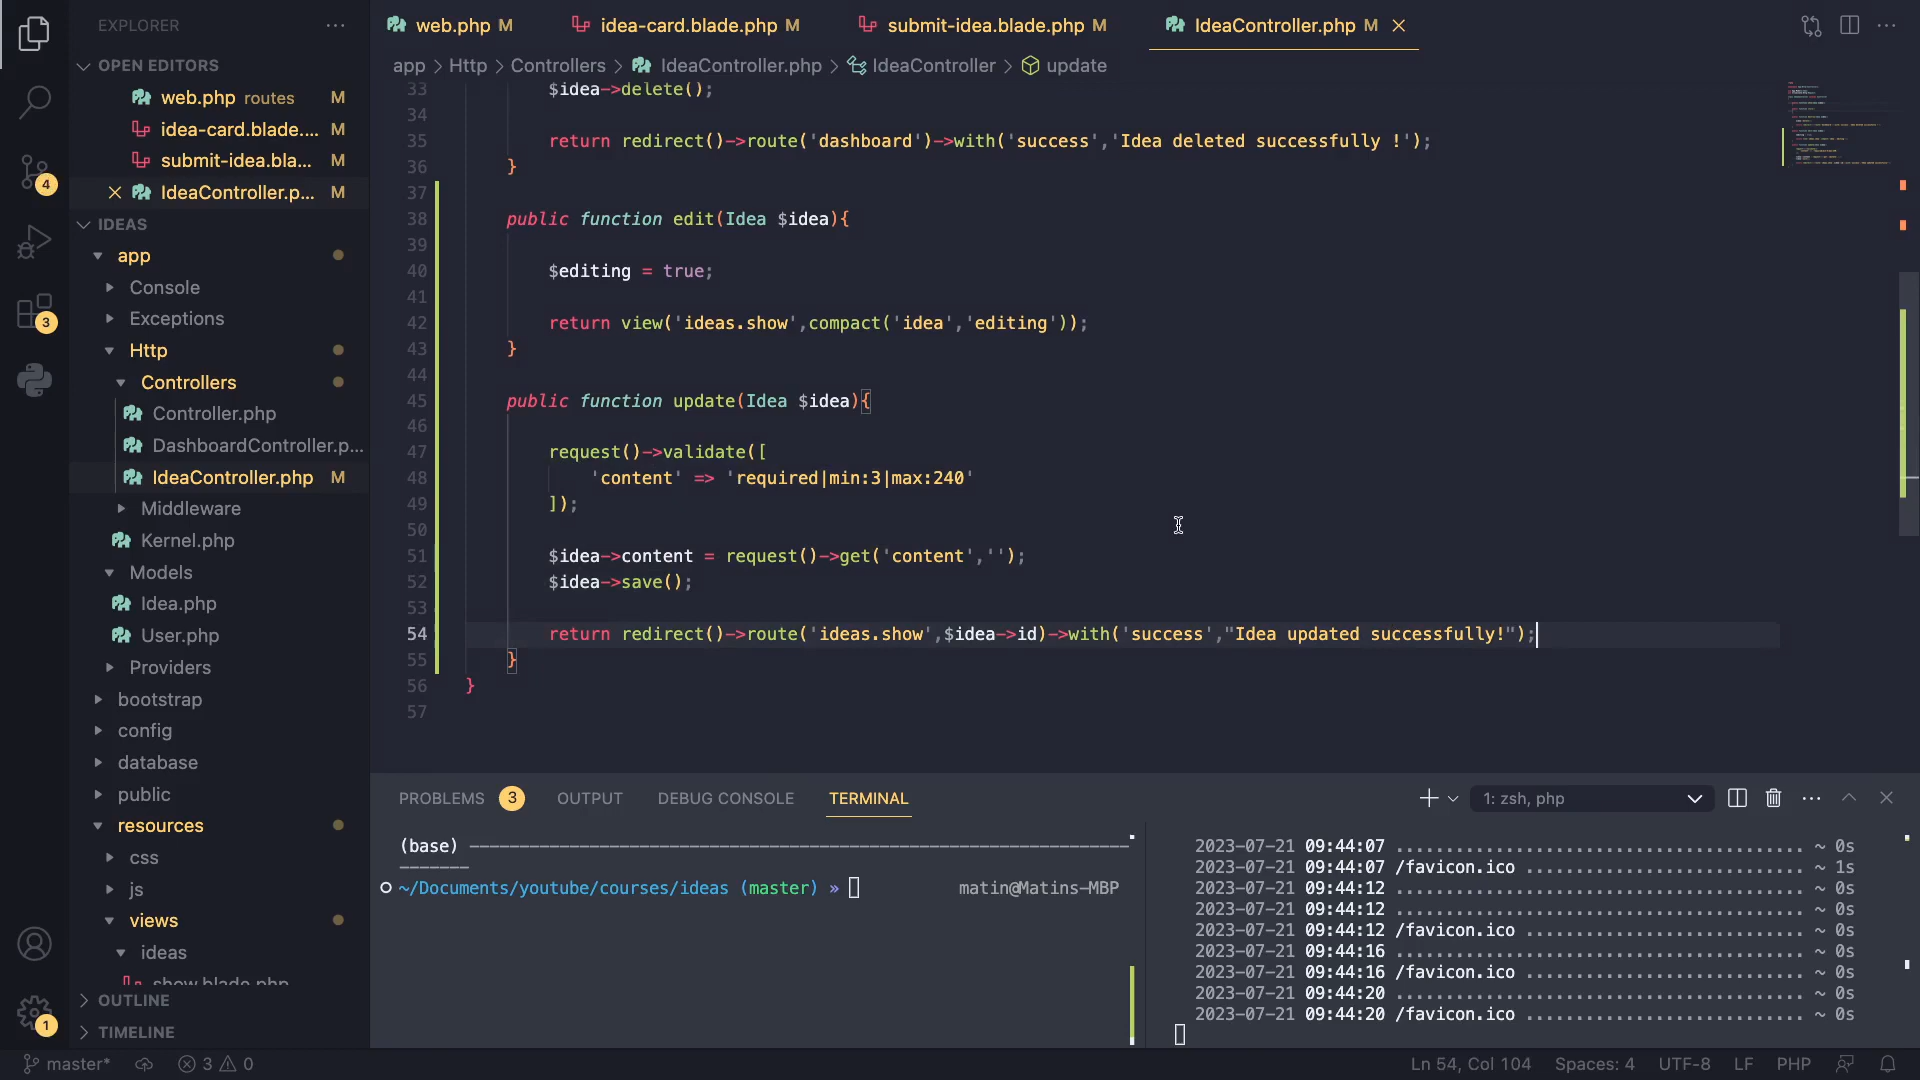 EXPLORER
OPEN EDITORS
web.php routes M
idea-card.blade.... M
submit-idea.bla... M
IdeaController.p... M
IDEAS
app
Console
Exceptions
Http
Controllers
Controller.php
DashboardController.p...
IdeaController.php M
Middleware
Kernel.php
Models
Idea.php
User.php
Providers
bootstrap
config
database
public
resources
css
js
views
ideas
show.blade.php
OUTLINE
TIMELINE
4
3
1
web.php M
idea-card.blade.php M
submit-idea.blade.php M
IdeaController.php M
app > Http > Controllers > IdeaController.php > IdeaController > update
33 $idea->delete();
34
35 return redirect()->route('dashboard')->with('success','Idea deleted successfully !');
36 }
37
38 public function edit(Idea $idea){
39
40 $editing = true;
41
42 return view('ideas.show',compact('idea','editing'));
43 }
44
45 public function update(Idea $idea){
46
47 request()->validate([
48 'content' => 'required|min:3|max:240'
49 ]);
50
51 $idea->content = request()->get('content','');
52 $idea->save();
53
54 return redirect()->route('ideas.show',$idea->id)->with('success',"Idea updated successfully!");
55 }
56 }
57
PROBLEMS 3 OUTPUT DEBUG CONSOLE TERMINAL
1: zsh, php
(base)
~/Documents/youtube/courses/ideas (master) » matin@Matins-MBP
2023-07-21 09:44:07 ....................................... ~ 0s
2023-07-21 09:44:07 /favicon.ico ........................... ~ 1s
2023-07-21 09:44:12 ....................................... ~ 0s
2023-07-21 09:44:12 ....................................... ~ 0s
2023-07-21 09:44:12 /favicon.ico ........................... ~ 0s
2023-07-21 09:44:16 ....................................... ~ 0s
2023-07-21 09:44:16 /favicon.ico ........................... ~ 0s
2023-07-21 09:44:20 ....................................... ~ 0s
2023-07-21 09:44:20 /favicon.ico ........................... ~ 0s
master* 3 0
Ln 54, Col 104 Spaces: 4 UTF-8 LF PHP